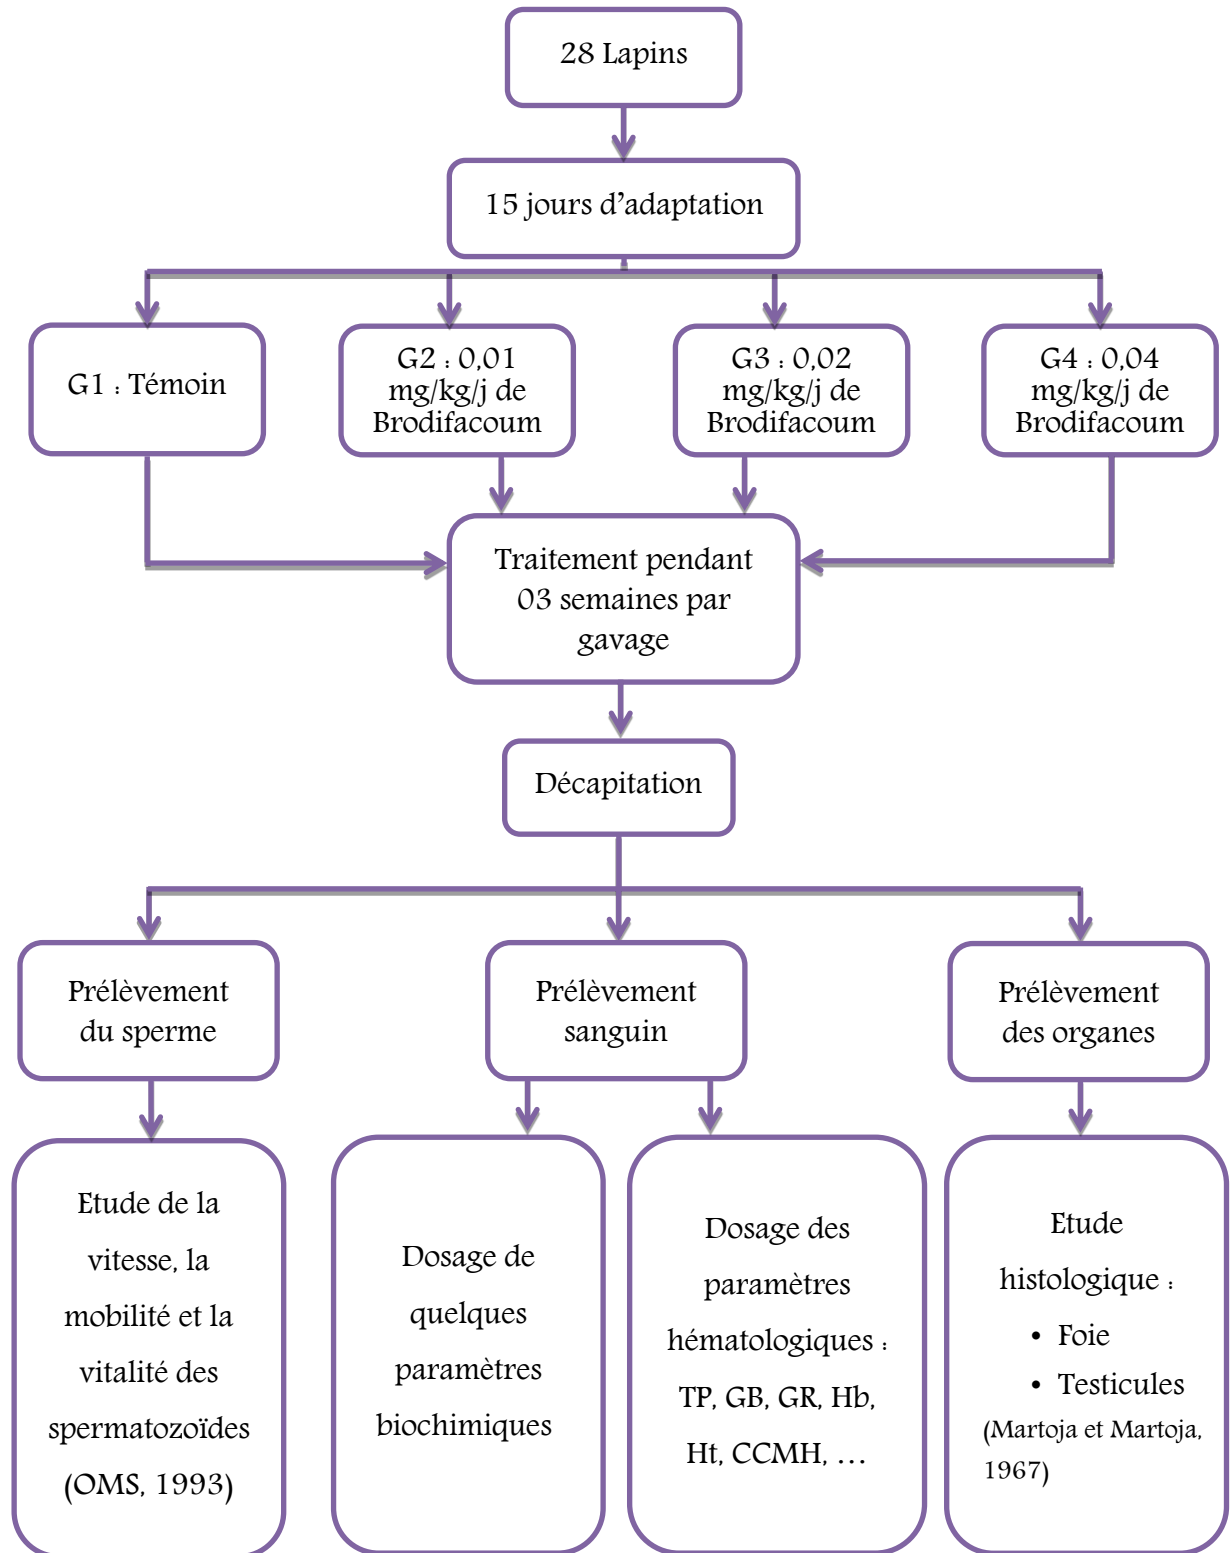 28 Lapins
15 jours d’adaptation
G1 : Témoin
G2 : 0,01
mg/kg/j de
Brodifacoum
G3 : 0,02
mg/kg/j de
Brodifacoum
G4 : 0,04
mg/kg/j de
Brodifacoum
Traitement pendant
03 semaines par
gavage
Décapitation
Prélèvement
du sperme
Prélèvement
sanguin
Prélèvement
des organes
Etude de la
vitesse, la
mobilité et la
vitalité des
spermatozoïdes
(OMS, 1993)
Dosage de
quelques
paramètres
biochimiques
Dosage des
paramètres
hématologiques :
TP, GB, GR, Hb,
Ht, CCMH, …
Etude
histologique :
• Foie
• Testicules
(Martoja et Martoja,
1967)